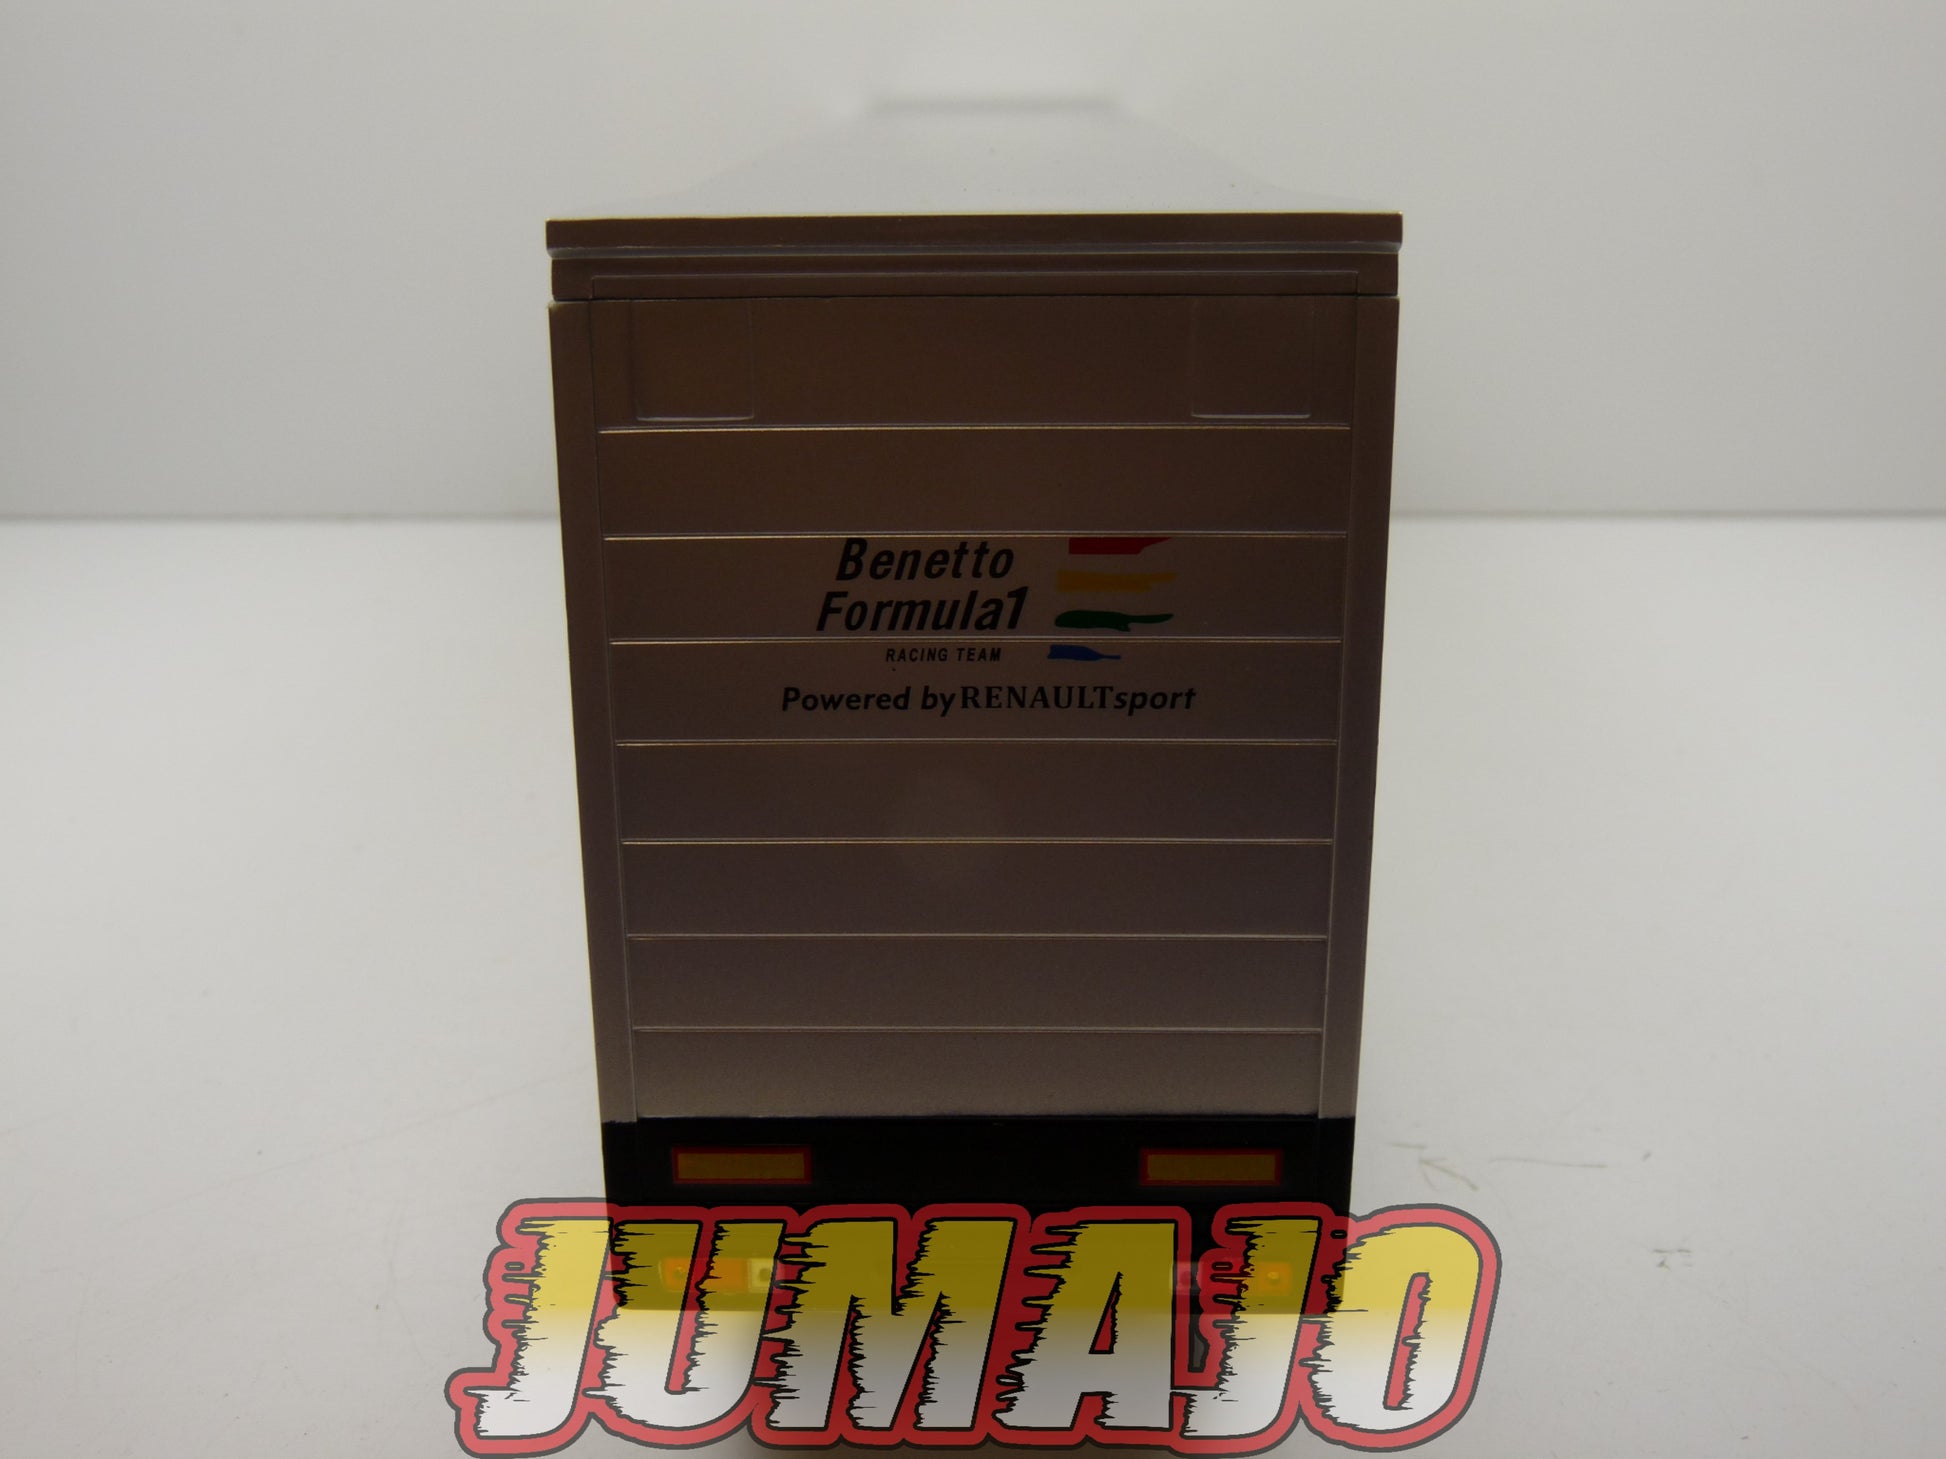 Benetto
Formula1
RACING TEAM
Powered by RENAULTsport
JUMAJO